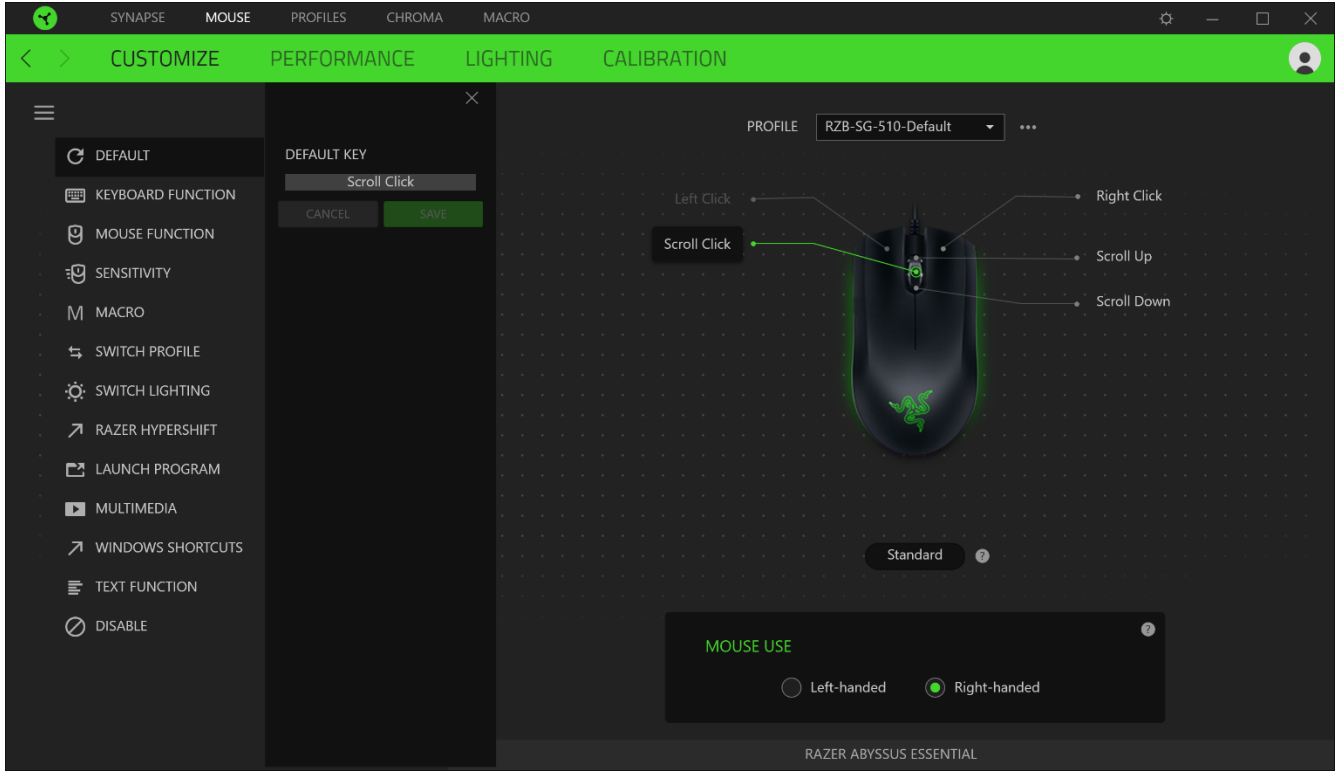 SYNAPSE MOUSE PROFILES CHROMA MACRO
CUSTOMIZE PERFORMANCE LIGHTING CALIBRATION
DEFAULT
KEYBOARD FUNCTION
MOUSE FUNCTION
SENSITIVITY
M MACRO
SWITCH PROFILE
SWITCH LIGHTING
RAZER HYPERSHIFT
LAUNCH PROGRAM
MULTIMEDIA
WINDOWS SHORTCUTS
TEXT FUNCTION
DISABLE
DEFAULT KEY
Scroll Click
CANCEL SAVE
PROFILE RZB-SG-510-Default
Left Click
Scroll Click
Right Click
Scroll Up
Scroll Down
Standard ?
?
MOUSE USE
Left-handed Right-handed
RAZER ABYSSUS ESSENTIAL